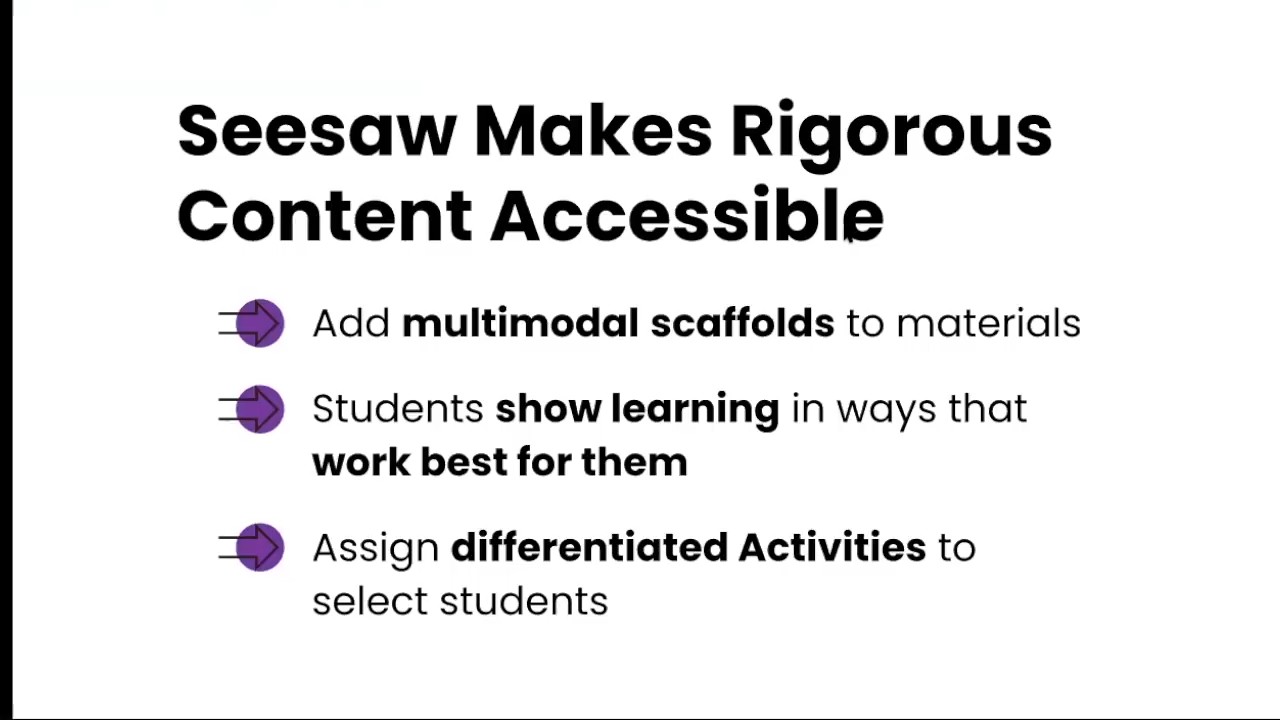 Seesaw Makes Rigorous
Content Accessible
Add multimodal scaffolds to materials
Students show learning in ways that
work best for them
Assign differentiated Activities to
select students